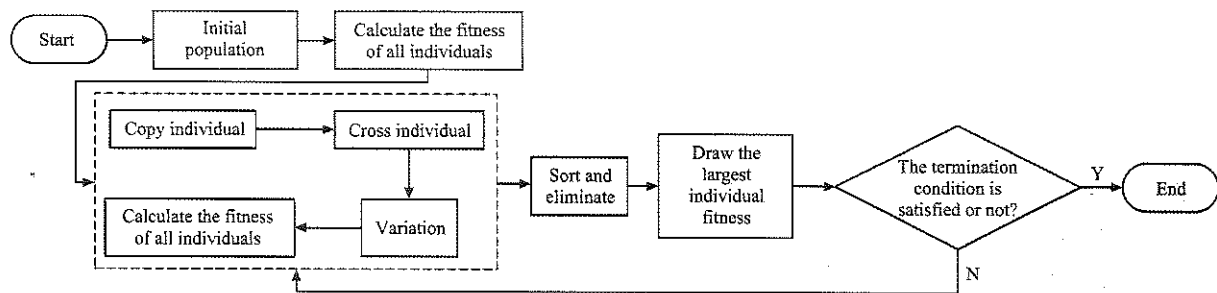 Start
Initial
population
Calculate the fitness
of all individuals
Copy individual
Cross individual
Calculate the fitness
of all individuals
Variation
Sort and
eliminate
Draw the
largest
individual
fitness
The termination
condition is
satisfied or not?
Y
End
N